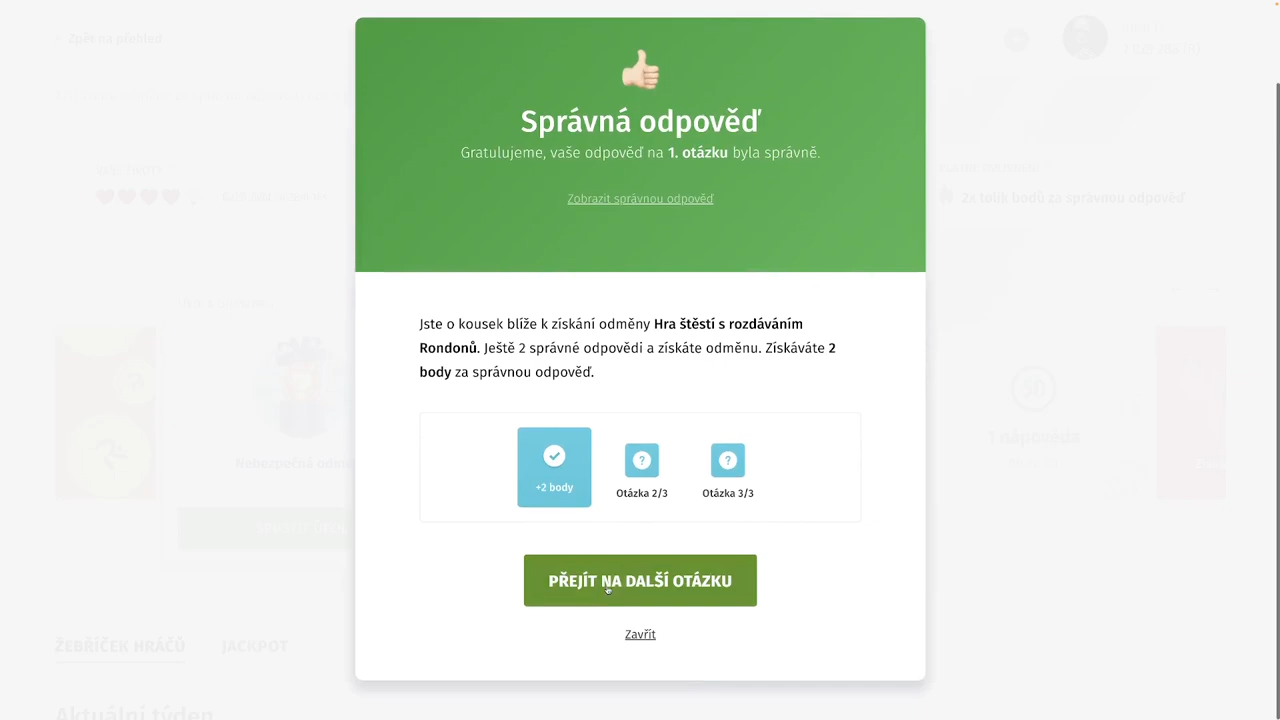 Zpět na přehled
Správná odpověď
Gratulujeme, vaše odpověď na 1. otázku byla správně.
Zobrazit správnou odpověď
2x tolik bodů za správnou odpověď
Jste o kousek blíže k získání odměny Hra štěstí s rozdáváním
Rondonů. Ještě 2 správné odpovědi a získáte odměnu. Získáváte 2
body za správnou odpověď.
1 nápověda
+2 body
Otázka 2/3
Otázka 3/3
PŘEJÍT NA DALŠÍ OTÁZKU
Zavřít
ŽEBŘÍČEK HRÁČŮ
JACKPOT
Aktuální týden